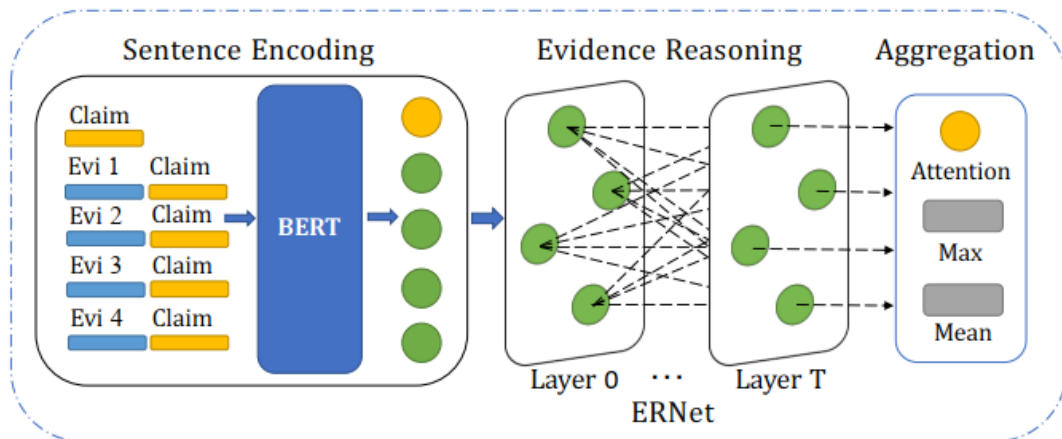 Sentence Encoding
Claim
Evi 1 Claim
Evi 2 Claim
Evi 3 Claim
Evi 4 Claim
BERT
Evidence Reasoning
Layer 0 ... Layer T
ERNet
Aggregation
Attention
Max
Mean